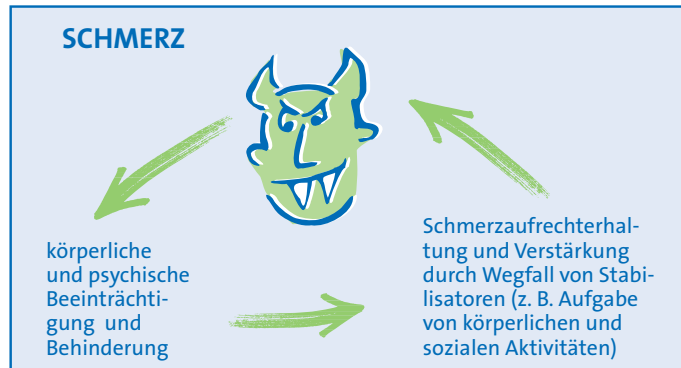 SCHMERZ
körperliche
und psychische
Beeinträchti-
gung und
Behinderung
Schmerzaufrechterhal-
tung und Verstärkung
durch Wegfall von Stabi-
lisatoren (z. B. Aufgabe
von körperlichen und
sozialen Aktivitäten)